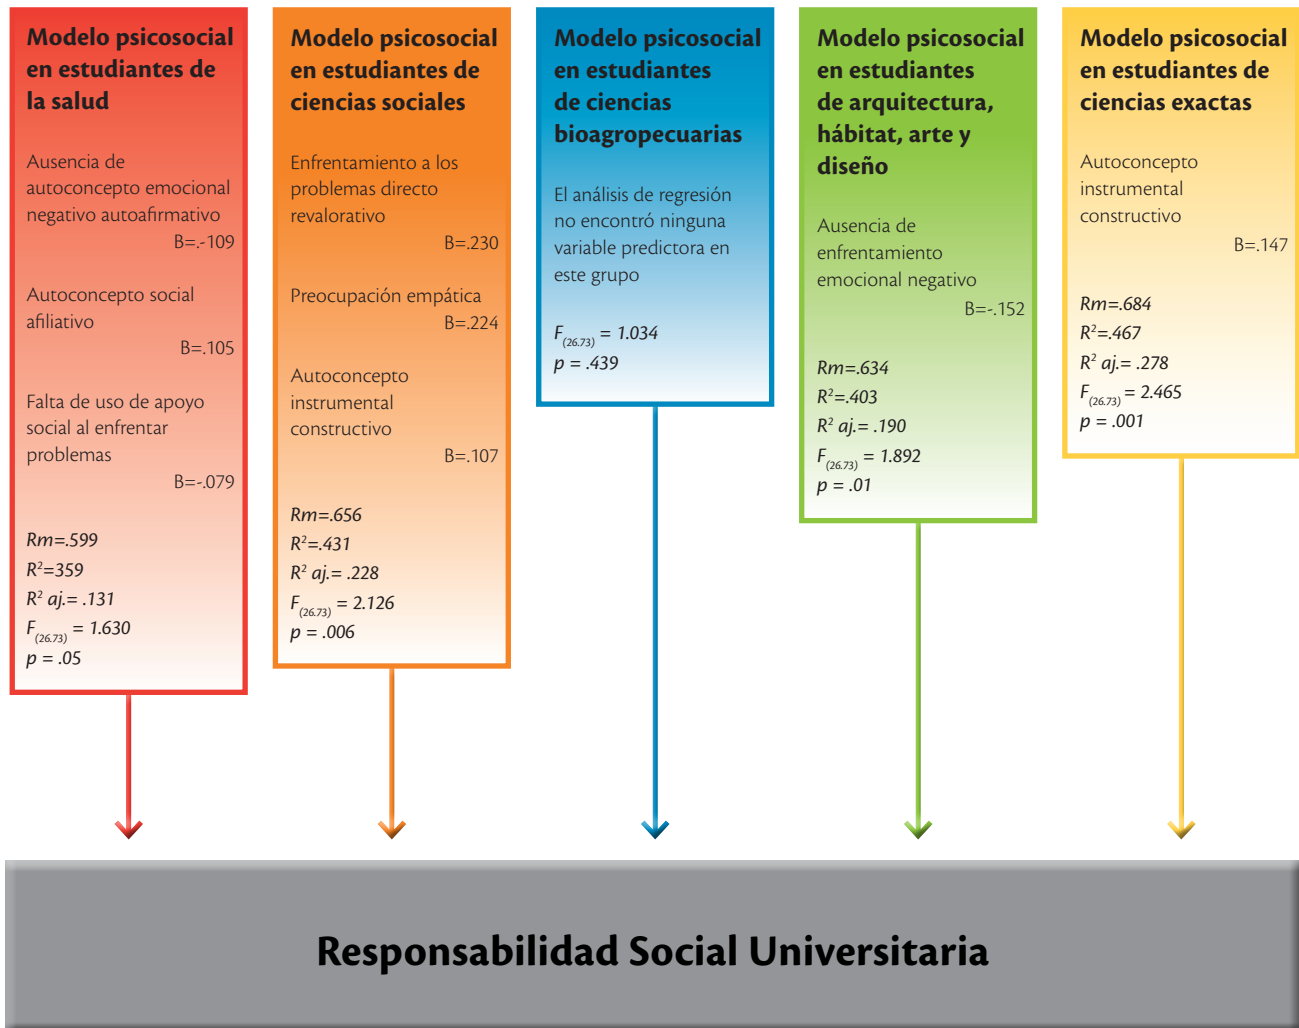 Modelo psicosocial
en estudiantes de
la salud
Ausencia de
autoconcepto emocional
negativo autoafirmativo
B=.-109
Autoconcepto social
afiliativo
B=.105
Falta de uso de apoyo
social al enfrentar
problemas
B=-.079
Rm=.599
R²=359
R² aj.= .131
F(26.73) = 1.630
p = .05
Modelo psicosocial
en estudiantes de
ciencias sociales
Enfrentamiento a los
problemas directo
revalorativo
B=.230
Preocupación empática
B=.224
Autoconcepto
instrumental
constructivo
B=.107
Rm=.656
R²=.431
R² aj.= .228
F(26.73) = 2.126
p = .006
Modelo psicosocial
en estudiantes
de ciencias
bioagropecuarias
El análisis de regresión
no encontró ninguna
variable predictora en
este grupo
F(26.73) = 1.034
p = .439
Modelo psicosocial
en estudiantes
de arquitectura,
hábitat, arte y
diseño
Ausencia de
enfrentamiento
emocional negativo
B=-.152
Rm=.634
R²=.403
R² aj.= .190
F(26.73) = 1.892
p = .01
Modelo psicosocial
en estudiantes de
ciencias exactas
Autoconcepto
instrumental
constructivo
B=.147
Rm=.684
R²=.467
R² aj.= .278
F(26.73) = 2.465
p = .001
Responsabilidad Social Universitaria